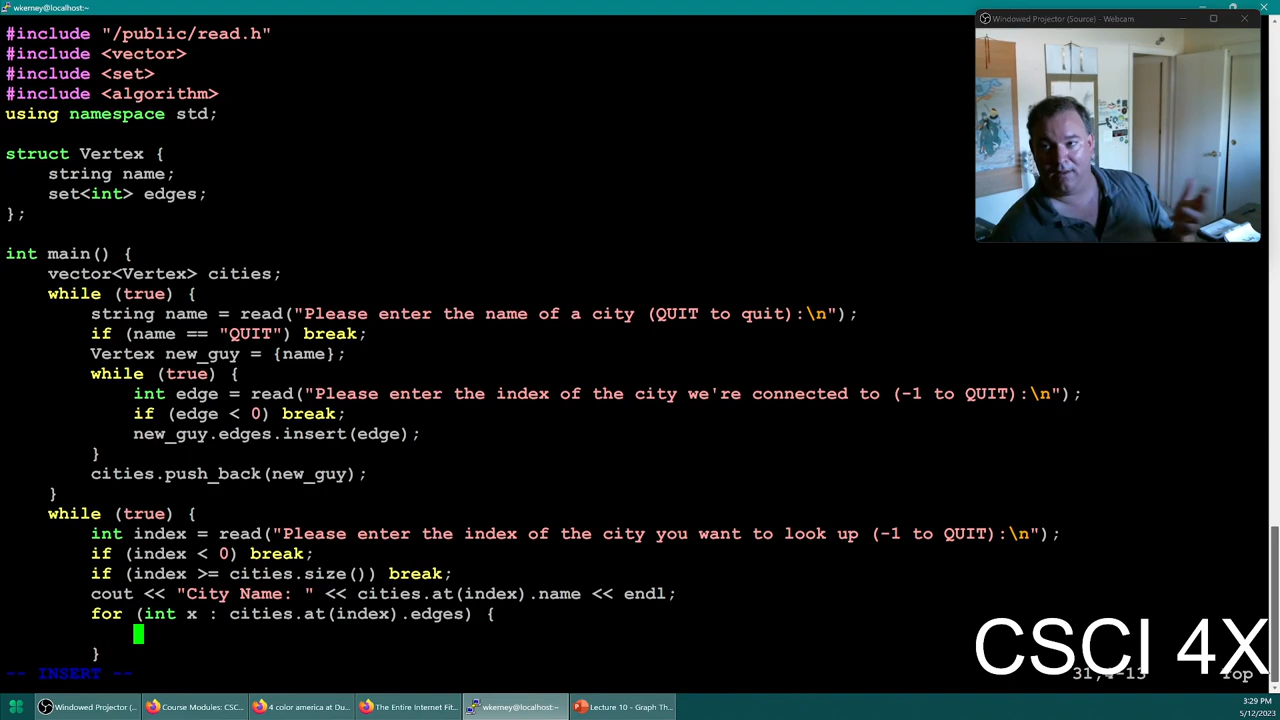 wkerney@localhost:~
#include "/public/read.h"
#include <vector>
#include <set>
#include <algorithm>
using namespace std;
struct Vertex {
string name;
set<int> edges;
};
int main() {
vector<Vertex> cities;
while (true) {
string name = read("Please enter the name of a city (QUIT to quit):\n");
if (name == "QUIT") break;
Vertex new_guy = {name};
while (true) {
int edge = read("Please enter the index of the city we're connected to (-1 to QUIT):\n");
if (edge < 0) break;
new_guy.edges.insert(edge);
}
cities.push_back(new_guy);
}
while (true) {
int index = read("Please enter the index of the city you want to look up (-1 to QUIT):\n");
if (index < 0) break;
if (index >= cities.size()) break;
cout << "City Name: " << cities.at(index).name << endl;
for (int x : cities.at(index).edges) {
}
-- INSERT --
31,4-13
Top
Windowed Projector (Source) - Webcam
CSCI 4X
Windowed Projector (...
Course Modules: CSC...
4 color america at Du...
The Entire Internet Fit...
wkerney@localhost:~
Lecture 10 - Graph Th...
3:29 PM
5/12/2023